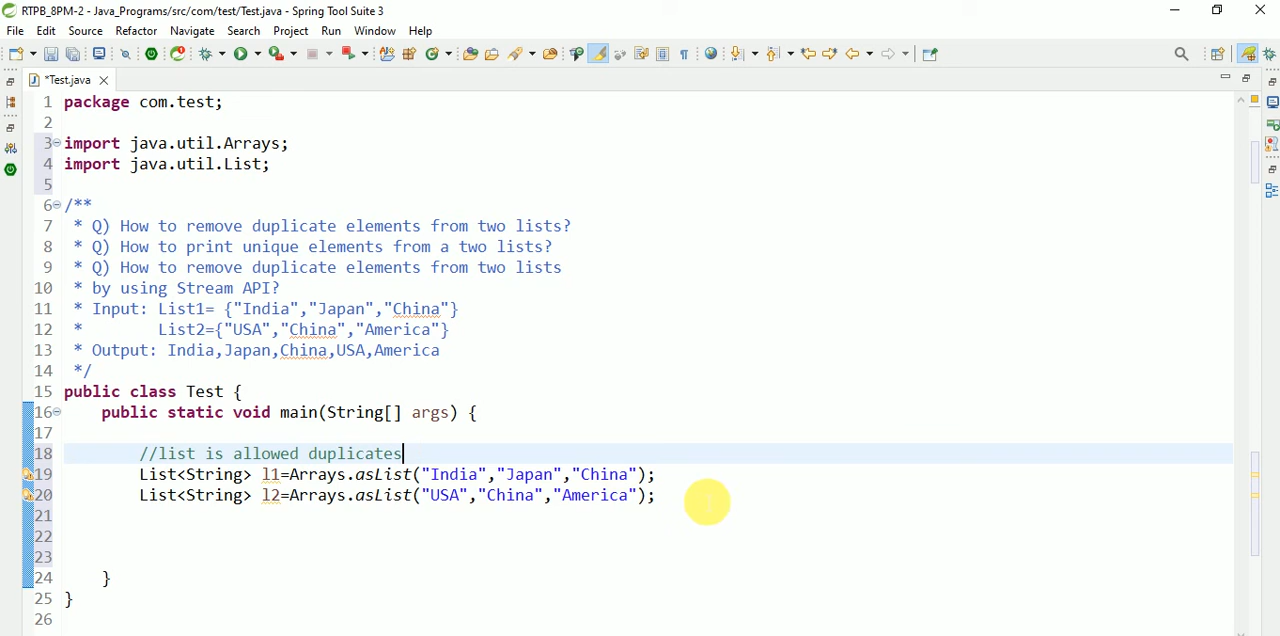 RTPB_8PM-2 - Java_Programs/src/com/test/Test.java - Spring Tool Suite 3
File Edit Source Refactor Navigate Search Project Run Window Help
*Test.java
1 package com.test;
2
3 import java.util.Arrays;
4 import java.util.List;
5
6 /**
7 * Q) How to remove duplicate elements from two lists?
8 * Q) How to print unique elements from a two lists?
9 * Q) How to remove duplicate elements from two lists
10 * by using Stream API?
11 * Input: List1= {"India","Japan","China"}
12 * List2={"USA","China","America"}
13 * Output: India,Japan,China,USA,America
14 */
15 public class Test {
16 public static void main(String[] args) {
17
18 //list is allowed duplicates
19 List<String> l1=Arrays.asList("India","Japan","China");
20 List<String> l2=Arrays.asList("USA","China","America");
21
22
23
24 }
25 }
26